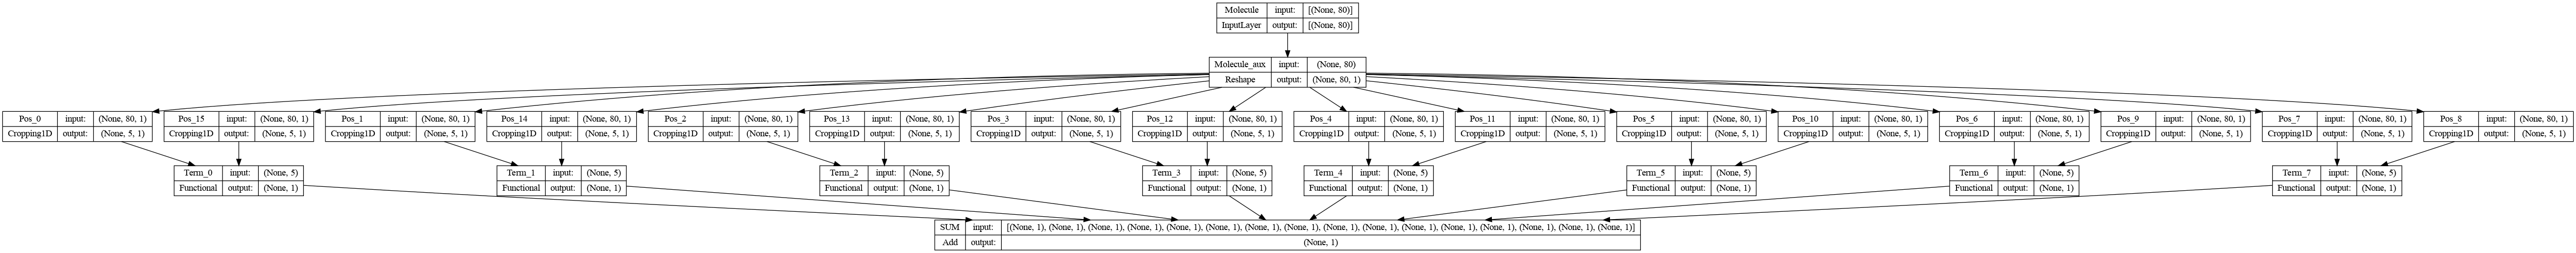 Molecule input: [(None, 80)]
InputLayer output: [(None, 80)]
Molecule_aux input: (None, 80)
Reshape output: (None, 80, 1)
Pos_0 input: (None, 80, 1)
Cropping1D output: (None, 5, 1)
Pos_15 input: (None, 80, 1)
Cropping1D output: (None, 5, 1)
Pos_1 input: (None, 80, 1)
Cropping1D output: (None, 5, 1)
Pos_14 input: (None, 80, 1)
Cropping1D output: (None, 5, 1)
Pos_2 input: (None, 80, 1)
Cropping1D output: (None, 5, 1)
Pos_13 input: (None, 80, 1)
Cropping1D output: (None, 5, 1)
Pos_3 input: (None, 80, 1)
Cropping1D output: (None, 5, 1)
Pos_12 input: (None, 80, 1)
Cropping1D output: (None, 5, 1)
Pos_4 input: (None, 80, 1)
Cropping1D output: (None, 5, 1)
Pos_11 input: (None, 80, 1)
Cropping1D output: (None, 5, 1)
Pos_5 input: (None, 80, 1)
Cropping1D output: (None, 5, 1)
Pos_10 input: (None, 80, 1)
Cropping1D output: (None, 5, 1)
Pos_6 input: (None, 80, 1)
Cropping1D output: (None, 5, 1)
Pos_9 input: (None, 80, 1)
Cropping1D output: (None, 5, 1)
Pos_7 input: (None, 80, 1)
Cropping1D output: (None, 5, 1)
Pos_8 input: (None, 80, 1)
Cropping1D output: (None, 5, 1)
Term_0 input: (None, 5)
Functional output: (None, 1)
Term_1 input: (None, 5)
Functional output: (None, 1)
Term_2 input: (None, 5)
Functional output: (None, 1)
Term_3 input: (None, 5)
Functional output: (None, 1)
Term_4 input: (None, 5)
Functional output: (None, 1)
Term_5 input: (None, 5)
Functional output: (None, 1)
Term_6 input: (None, 5)
Functional output: (None, 1)
Term_7 input: (None, 5)
Functional output: (None, 1)
SUM input: [(None, 1), (None, 1), (None, 1), (None, 1), (None, 1), (None, 1), (None, 1), (None, 1), (None, 1), (None, 1), (None, 1), (None, 1), (None, 1), (None, 1), (None, 1), (None, 1)]
Add output: (None, 1)